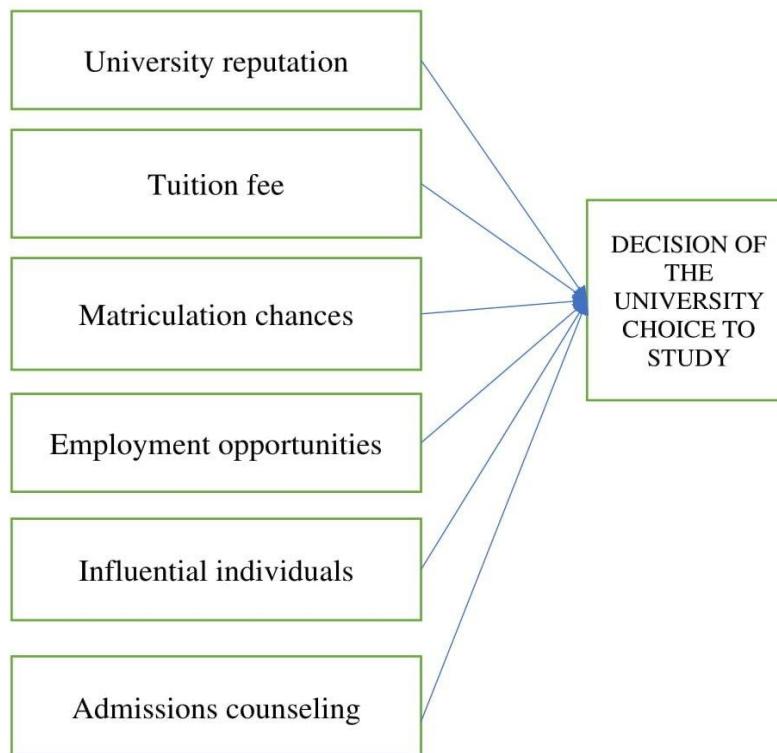 University reputation
Tuition fee
Matriculation chances
Employment opportunities
Influential individuals
Admissions counseling
DECISION OF
THE
UNIVERSITY
CHOICE TO
STUDY